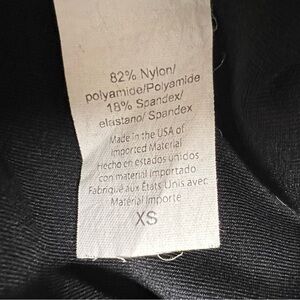 82% Nylon/
polyamide/Polyamide
18% Spandex/
elastano/ Spandex
Made in the USA of
Imported Material
Hecho en estados unidos
con material importado
Fabriqué aux États Unis avec
Matérial Importé
XS